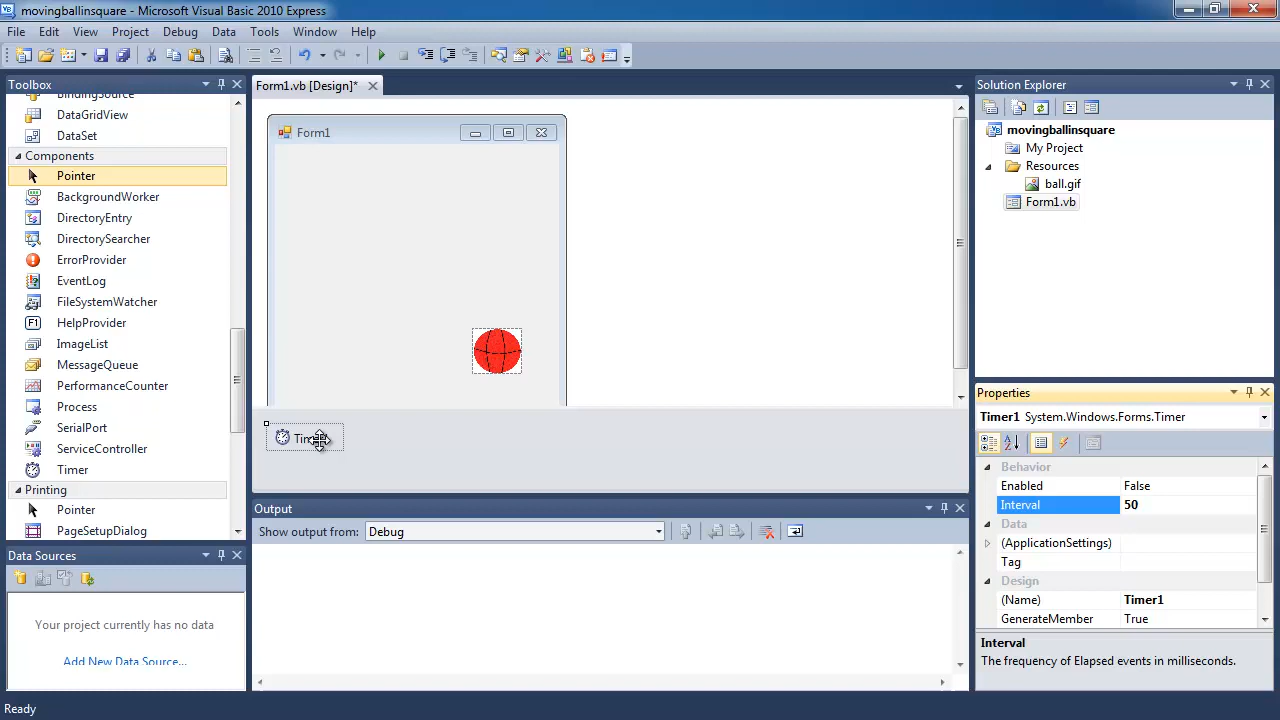 movingballinsquare - Microsoft Visual Basic 2010 Express
File Edit View Project Debug Data Tools Window Help
Toolbox
BindingSource
DataGridView
DataSet
Components
Pointer
BackgroundWorker
DirectoryEntry
DirectorySearcher
ErrorProvider
EventLog
FileSystemWatcher
HelpProvider
ImageList
MessageQueue
PerformanceCounter
Process
SerialPort
ServiceController
Timer
Printing
Pointer
PageSetupDialog
Data Sources
Your project currently has no data
Add New Data Source...
Form1.vb [Design]*
Form1
Output
Show output from: Debug
Solution Explorer
movingballinsquare
My Project
Resources
ball.gif
Form1.vb
Properties
Timer1 System.Windows.Forms.Timer
Behavior
Enabled False
Interval 50
Data
(ApplicationSettings)
Tag
Design
(Name) Timer1
GenerateMember True
Interval
The frequency of Elapsed events in milliseconds.
Ready